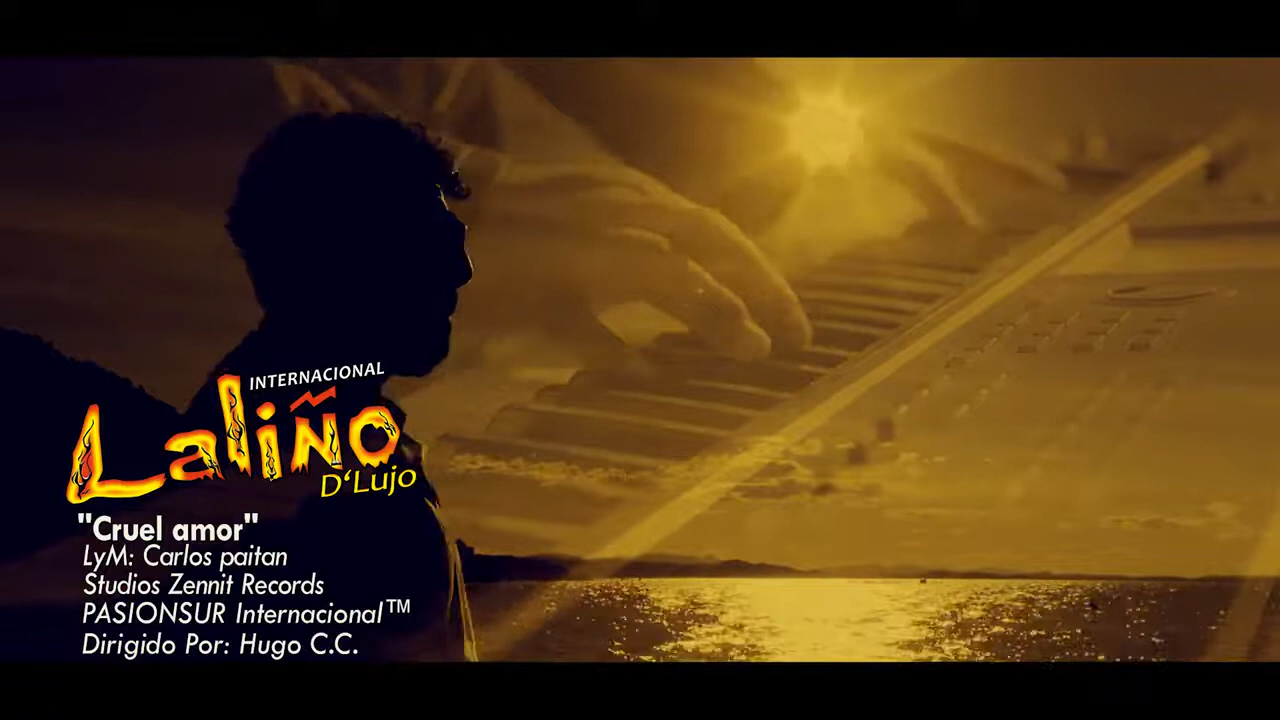 INTERNACIONAL
Laliño
D'Lujo
"Cruel amor"
LyM: Carlos paitan
Studios Zennit Records
PASIONSUR Internacional™
Dirigido Por: Hugo C.C.